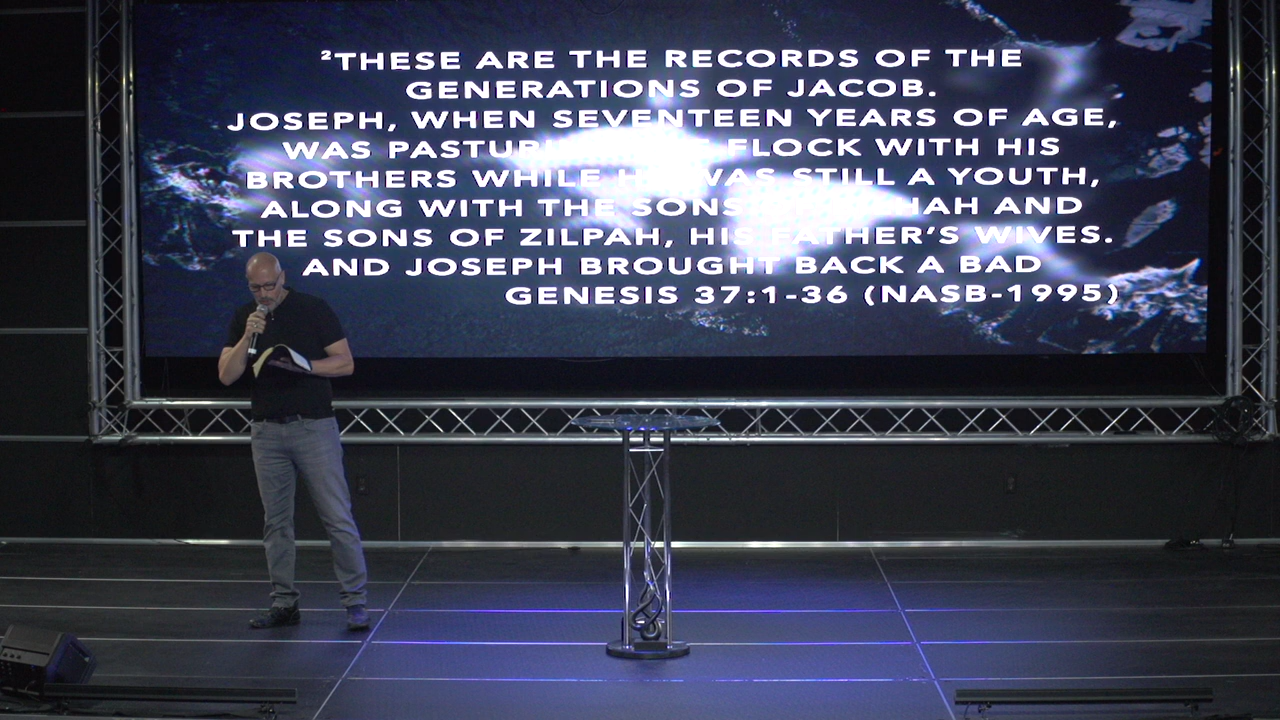 ²THESE ARE THE RECORDS OF THE
GENERATIONS OF JACOB.
JOSEPH, WHEN SEVENTEEN YEARS OF AGE,
WAS FLOCK WITH HIS
BROTHERS WHILE WAS STILL A YOUTH,
ALONG WITH THE SONS AND
THE SONS OF ZILPAH, HIS FATHER'S WIVES.
AND JOSEPH BROUGHT BACK A BAD
GENESIS 37:1-36 (NASB-1995)